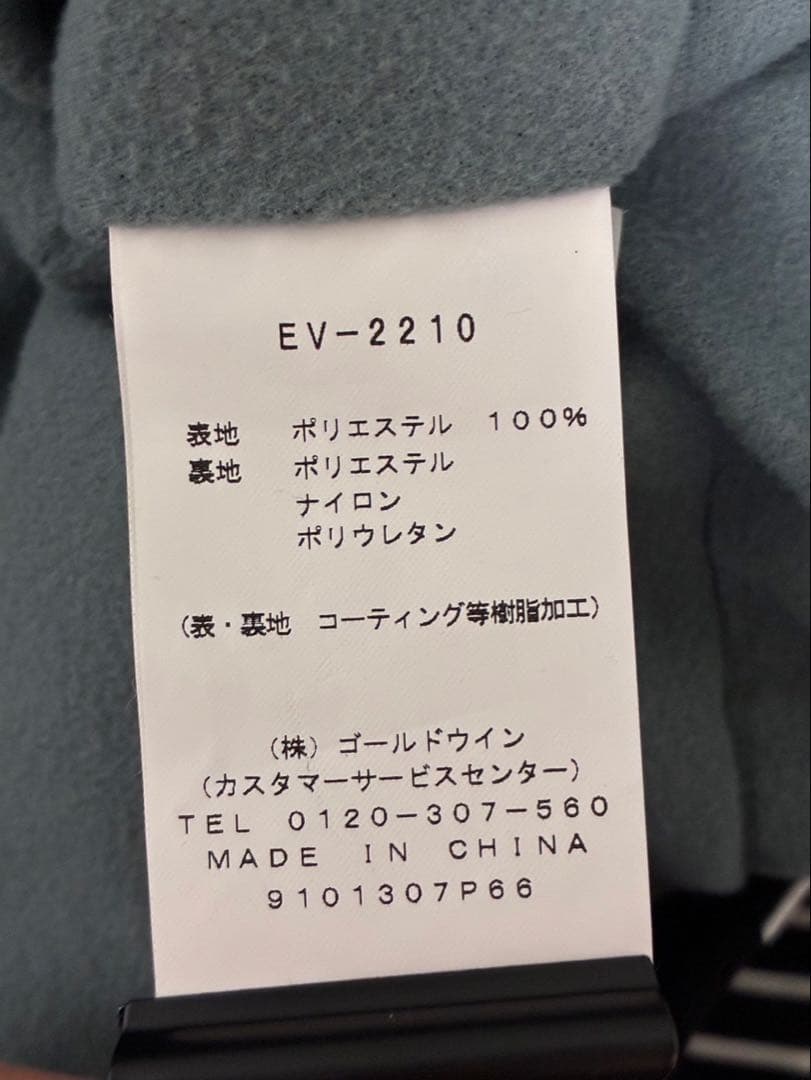 EV-2210
表地　ポリエステル　100%
裏地　ポリエステル
ナイロン
ポリウレタン
(表・裏地　コーティング等樹脂加工)
(株) ゴールドウイン
(カスタマーサービスセンター)
TEL 0120-307-560
MADE IN CHINA
9101307P66